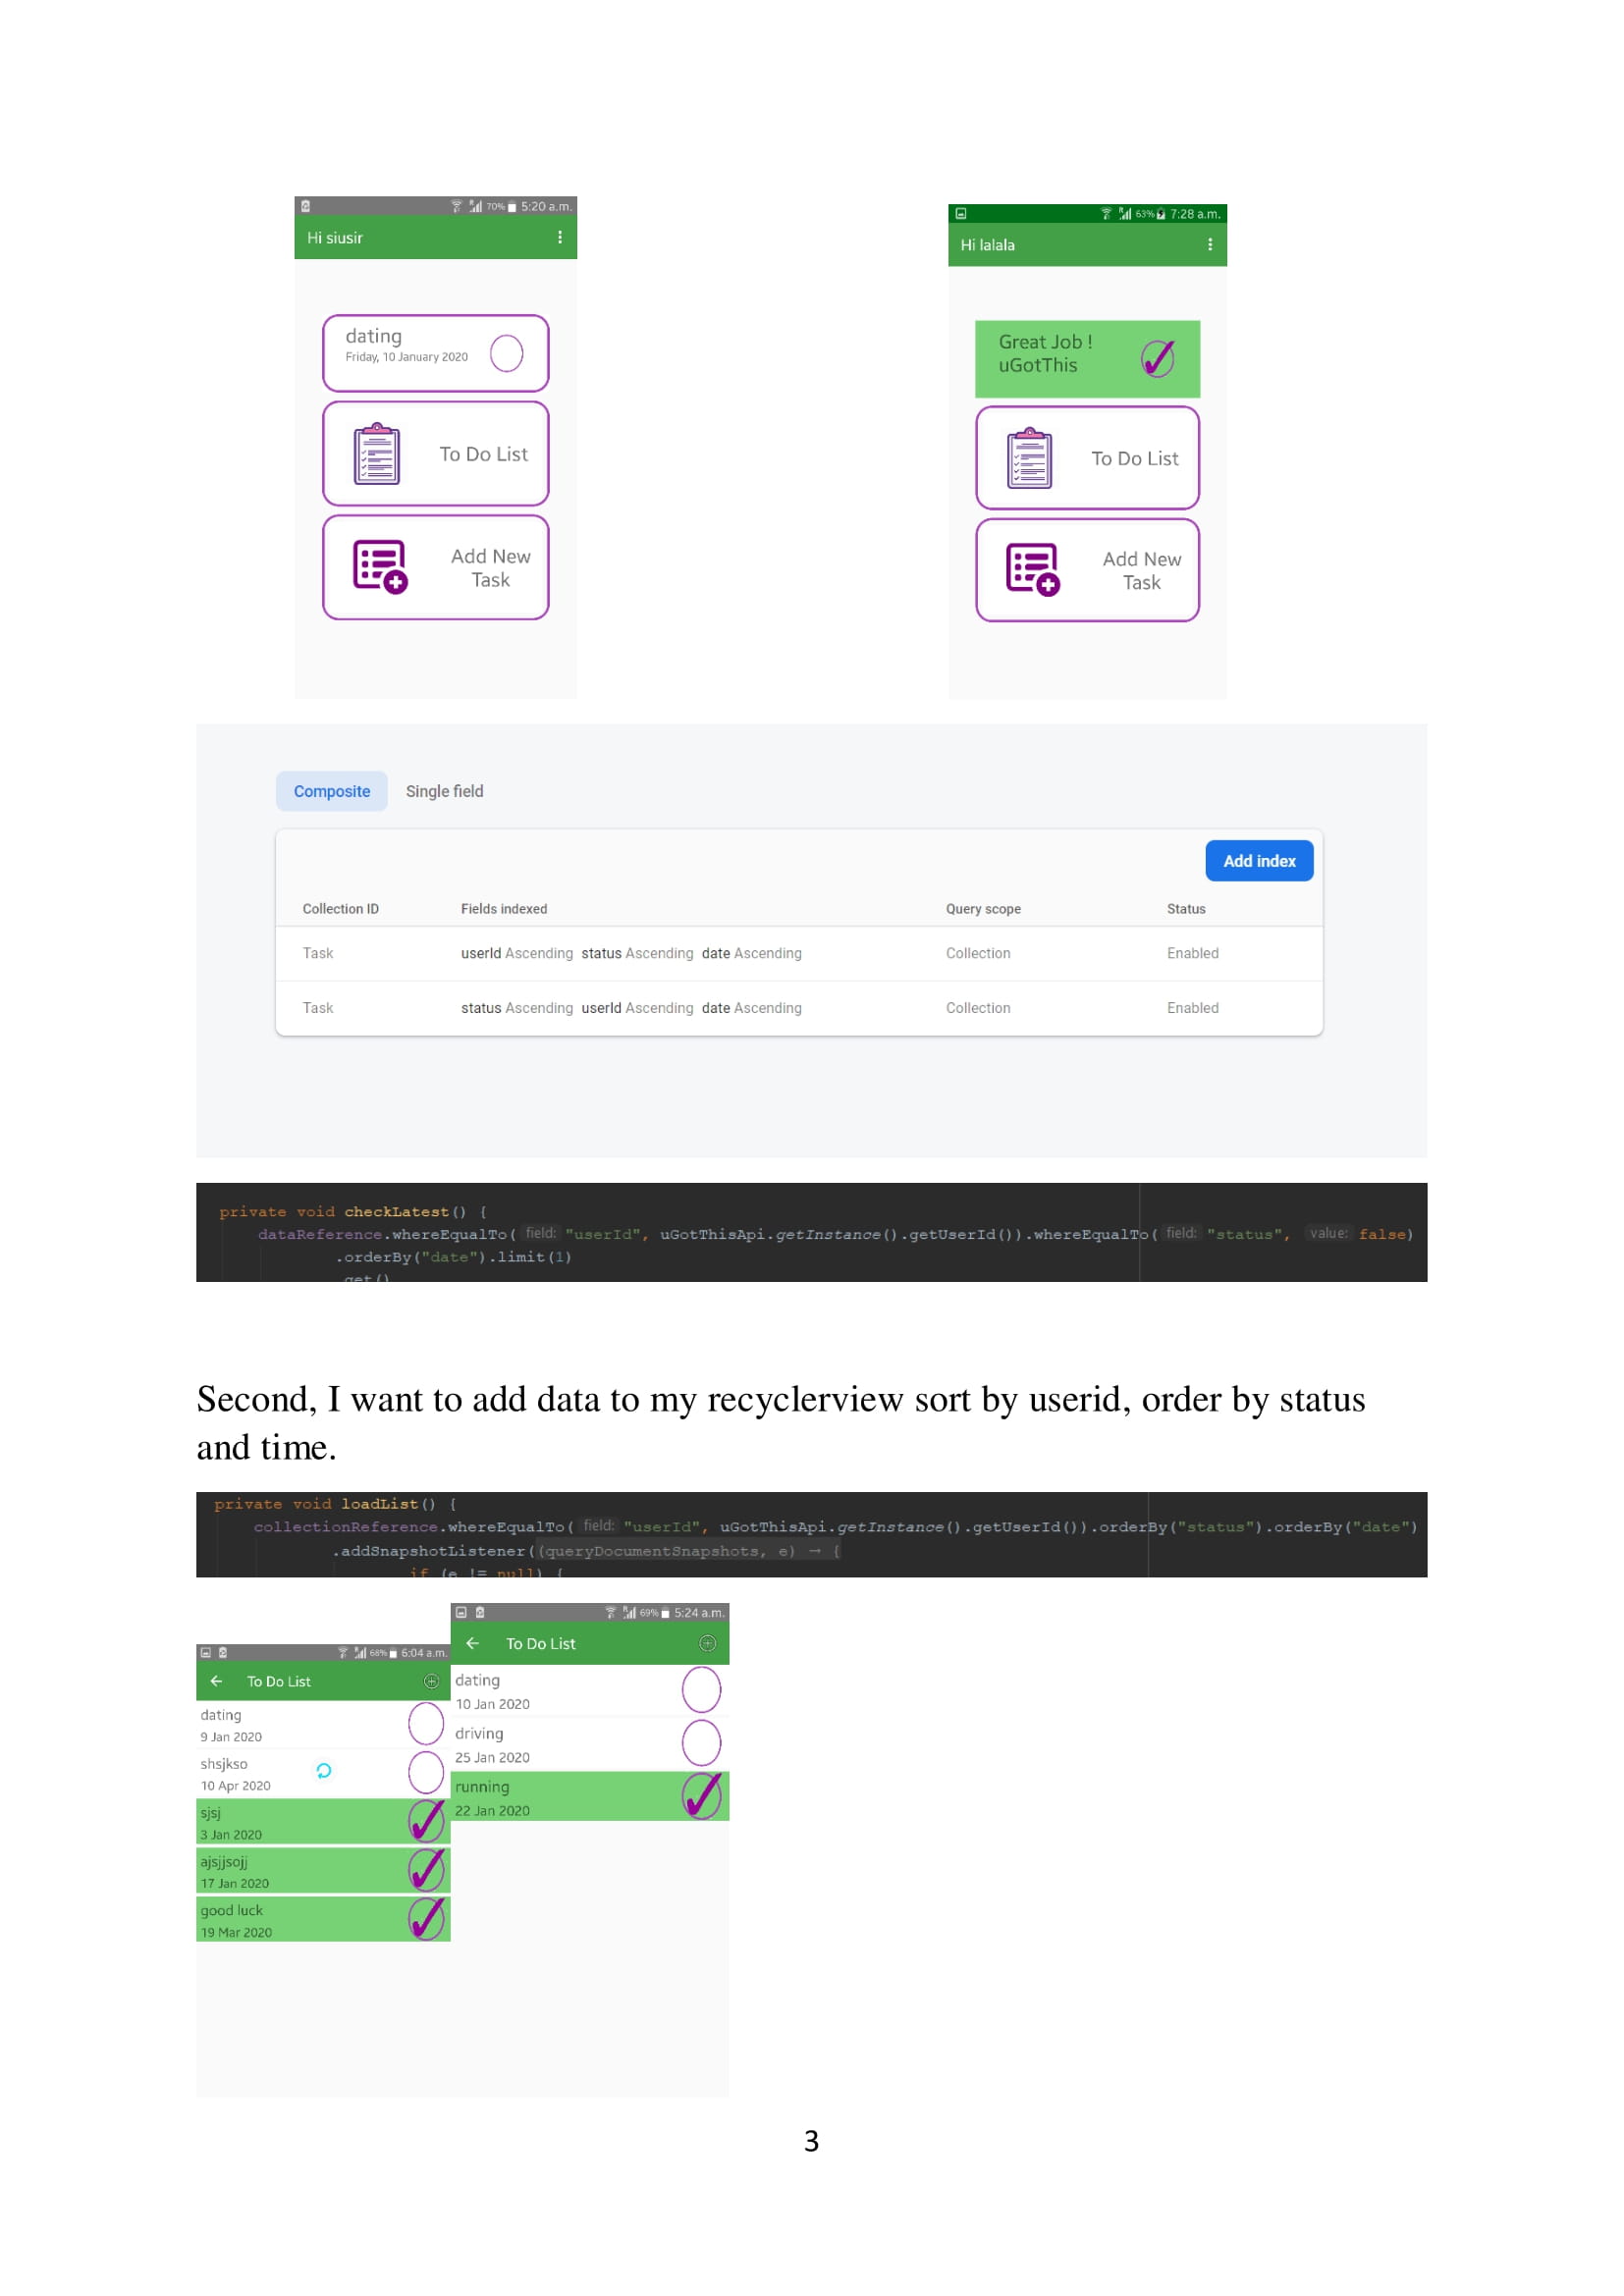 70% 5:20 a.m.
Hi siusir
dating
Friday, 10 January 2020
To Do List
Add New
Task
63% 7:28 a.m.
Hi lalala
Great Job !
uGotThis
To Do List
Add New
Task
Composite Single field
Add index
Collection ID Fields indexed Query scope Status
Task userId Ascending status Ascending date Ascending Collection Enabled
Task status Ascending userId Ascending date Ascending Collection Enabled
private void checkLatest() {
dataReference.whereEqualTo( field: "userId", uGotThisApi.getInstance().getUserId()).whereEqualTo( field: "status", value: false)
.orderBy("date").limit(1)
.get()
Second, I want to add data to my recyclerview sort by userid, order by status
and time.
private void loadList() {
collectionReference.whereEqualTo( field: "userId", uGotThisApi.getInstance().getUserId()).orderBy("status").orderBy("date")
.addSnapshotListener((queryDocumentSnapshots, e) → {
if (e != null) {
68% 5:04 a.m.
To Do List
dating
9 Jan 2020
shsjkso
10 Apr 2020
sjsj
3 Jan 2020
ajsjjsojj
17 Jan 2020
good luck
19 Mar 2020
69% 5:24 a.m.
To Do List
dating
10 Jan 2020
driving
25 Jan 2020
running
22 Jan 2020
3